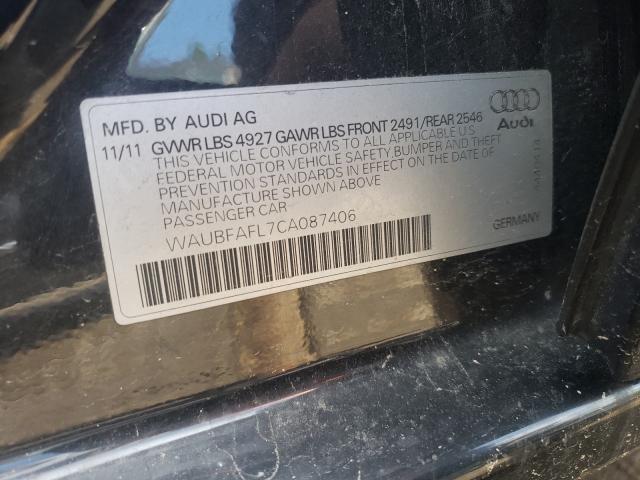 MFD. BY AUDI AG
11/11 GVWR LBS 4927 GAWR LBS FRONT 2491/REAR 2546
THIS VEHICLE CONFORMS TO ALL APPLICABLE U.S.
FEDERAL MOTOR VEHICLE SAFETY BUMPER AND THEFT
PREVENTION STANDARDS IN EFFECT ON THE DATE OF
MANUFACTURE SHOWN ABOVE
PASSENGER CAR
WAUBFAFL7CA087406
Audi
GERMANY